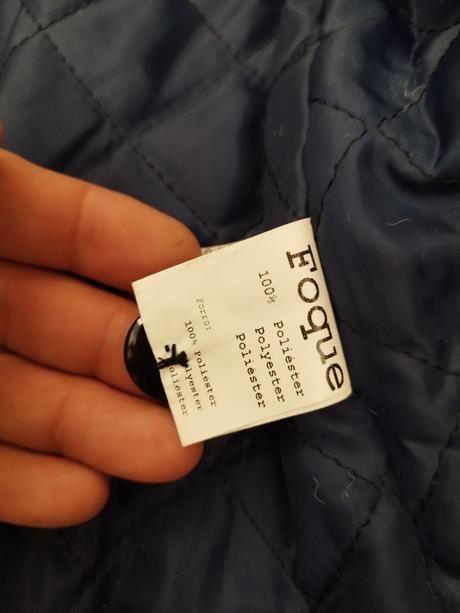 Foque
100% Poliéster
Polyester
Poliéster
Forro:
100% Poliéster
Polyester
Poliéster